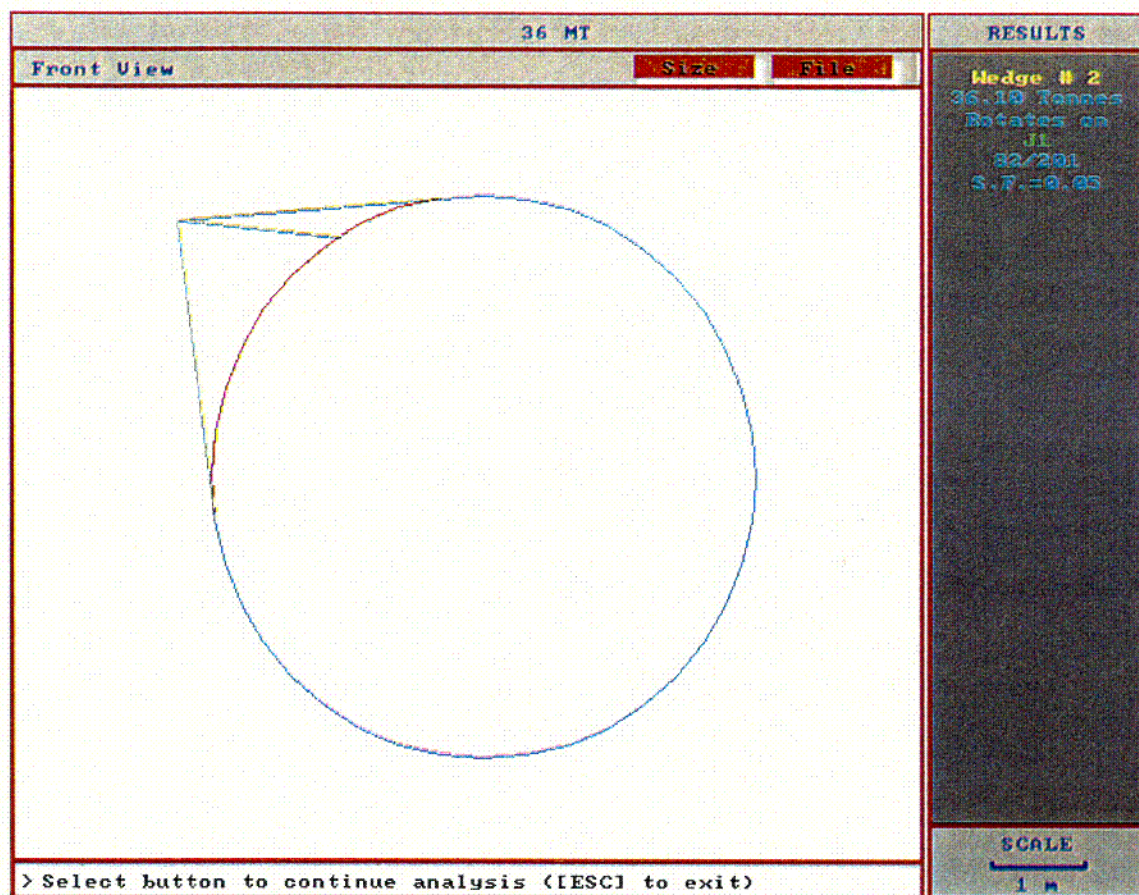 36 MT
RESULTS
Front View
Size
File
Wedge # 2
36.10 Tonnes
Rotates on
J1
82/201
S.F.=0.05
SCALE
1 m
> Select button to continue analysis ([ESC] to exit)